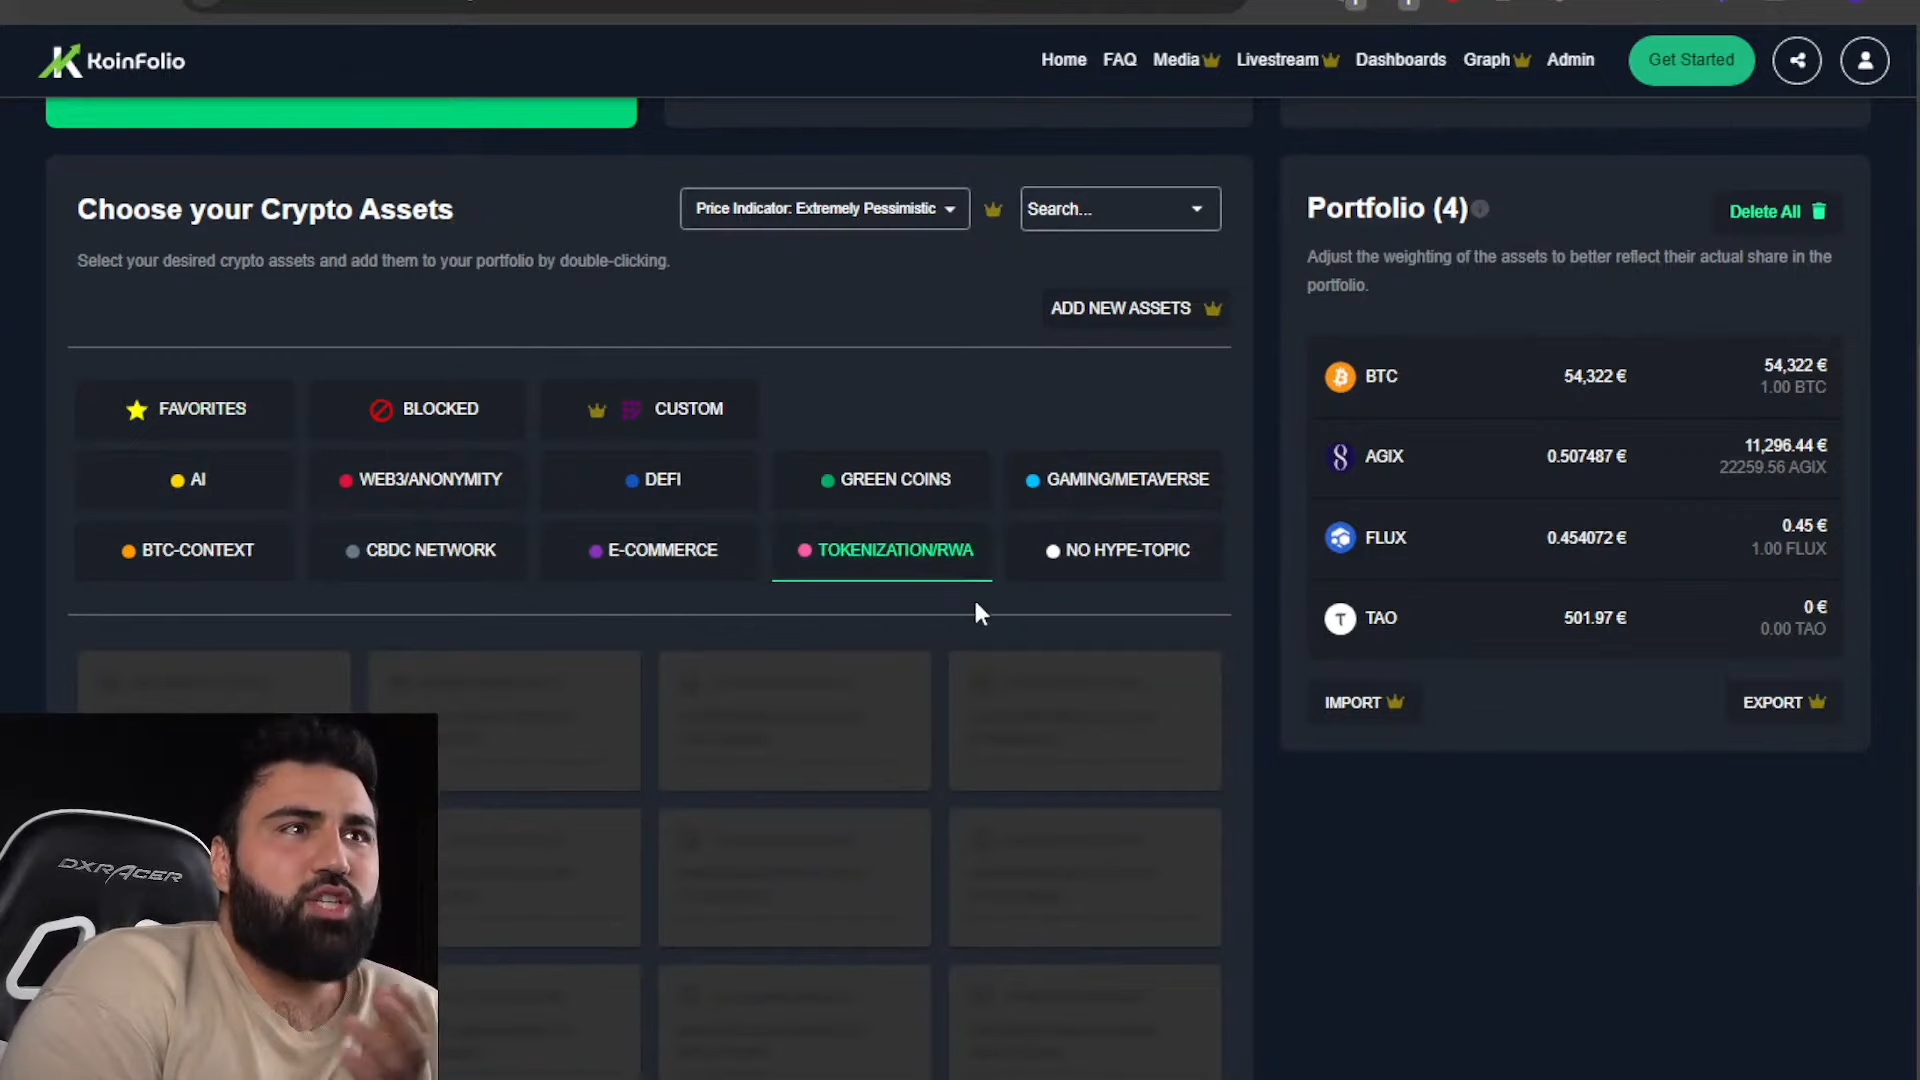 KoinFolio
Home FAQ Media Livestream Dashboards Graph Admin Get Started
Choose your Crypto Assets
Price Indicator: Extremely Pessimistic
Search...
Select your desired crypto assets and add them to your portfolio by double-clicking.
ADD NEW ASSETS
FAVORITES BLOCKED CUSTOM
AI WEB3/ANONYMITY DEFI GREEN COINS GAMING/METAVERSE
BTC-CONTEXT CBDC NETWORK E-COMMERCE TOKENIZATION/RWA NO HYPE-TOPIC
Portfolio (4)
Delete All
Adjust the weighting of the assets to better reflect their actual share in the
portfolio.
BTC 54,322 € 54,322 €
1.00 BTC
AGIX 0.507487 € 11,296.44 €
22259.56 AGIX
FLUX 0.454072 € 0.45 €
1.00 FLUX
T TAO 501.97 € 0 €
0.00 TAO
IMPORT EXPORT
DXRACER